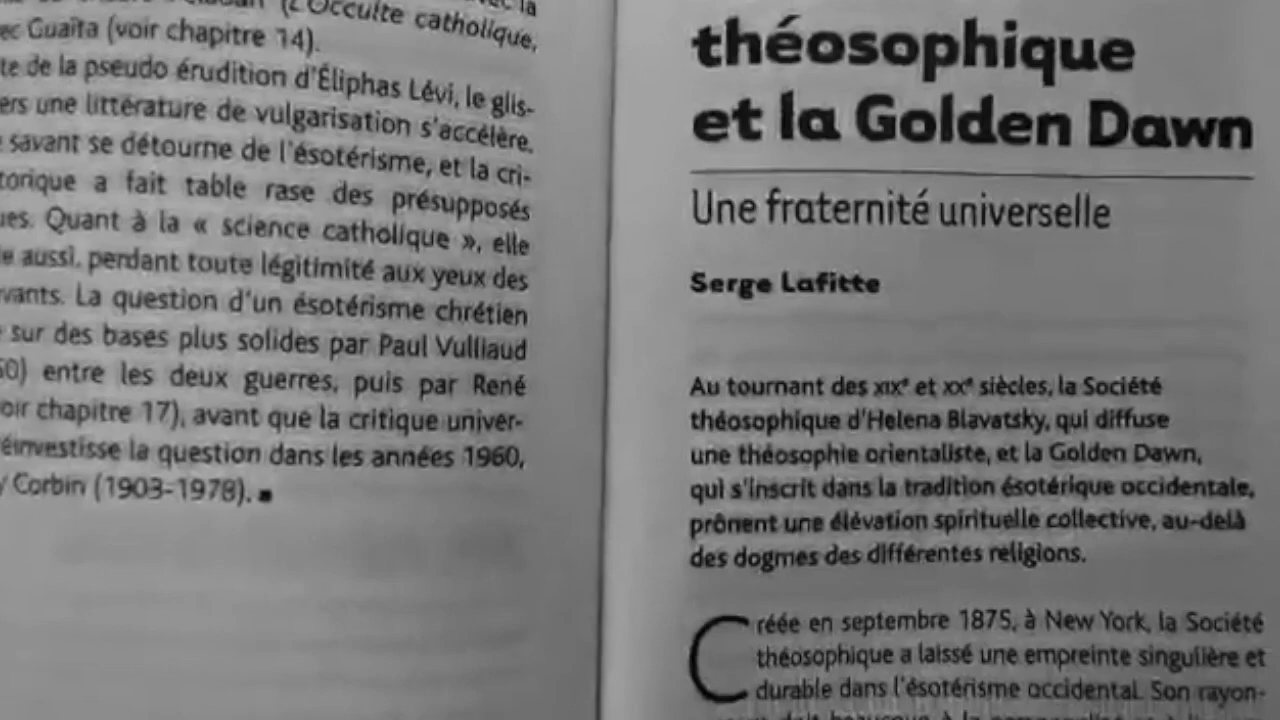 (L'Occulte catholique,
Guaïta (voir chapitre 14).
de la pseudo érudition d'Éliphas Lévi, le glis-
une littérature de vulgarisation s'accélère,
savant se détourne de l'ésotérisme, et la cri-
torique a fait table rase des présupposés
ues. Quant à la « science catholique », elle
aussi, perdant toute légitimité aux yeux des
vants. La question d'un ésotérisme chrétien
sur des bases plus solides par Paul Vulliaud
50) entre les deux guerres, puis par René
oir chapitre 17), avant que la critique univer-
éinvestisse la question dans les années 1960,
y Corbin (1903-1978). ■
théosophique
et la Golden Dawn
Une fraternité universelle
Serge Lafitte
Au tournant des XIXe et XXe siècles, la Société
théosophique d'Helena Blavatsky, qui diffuse
une théosophie orientaliste, et la Golden Dawn,
qui s'inscrit dans la tradition ésotérique occidentale,
prônent une élévation spirituelle collective, au-delà
des dogmes des différentes religions.
Créée en septembre 1875, à New York, la Société
théosophique a laissé une empreinte singulière et
durable dans l'ésotérisme occidental. Son rayon-